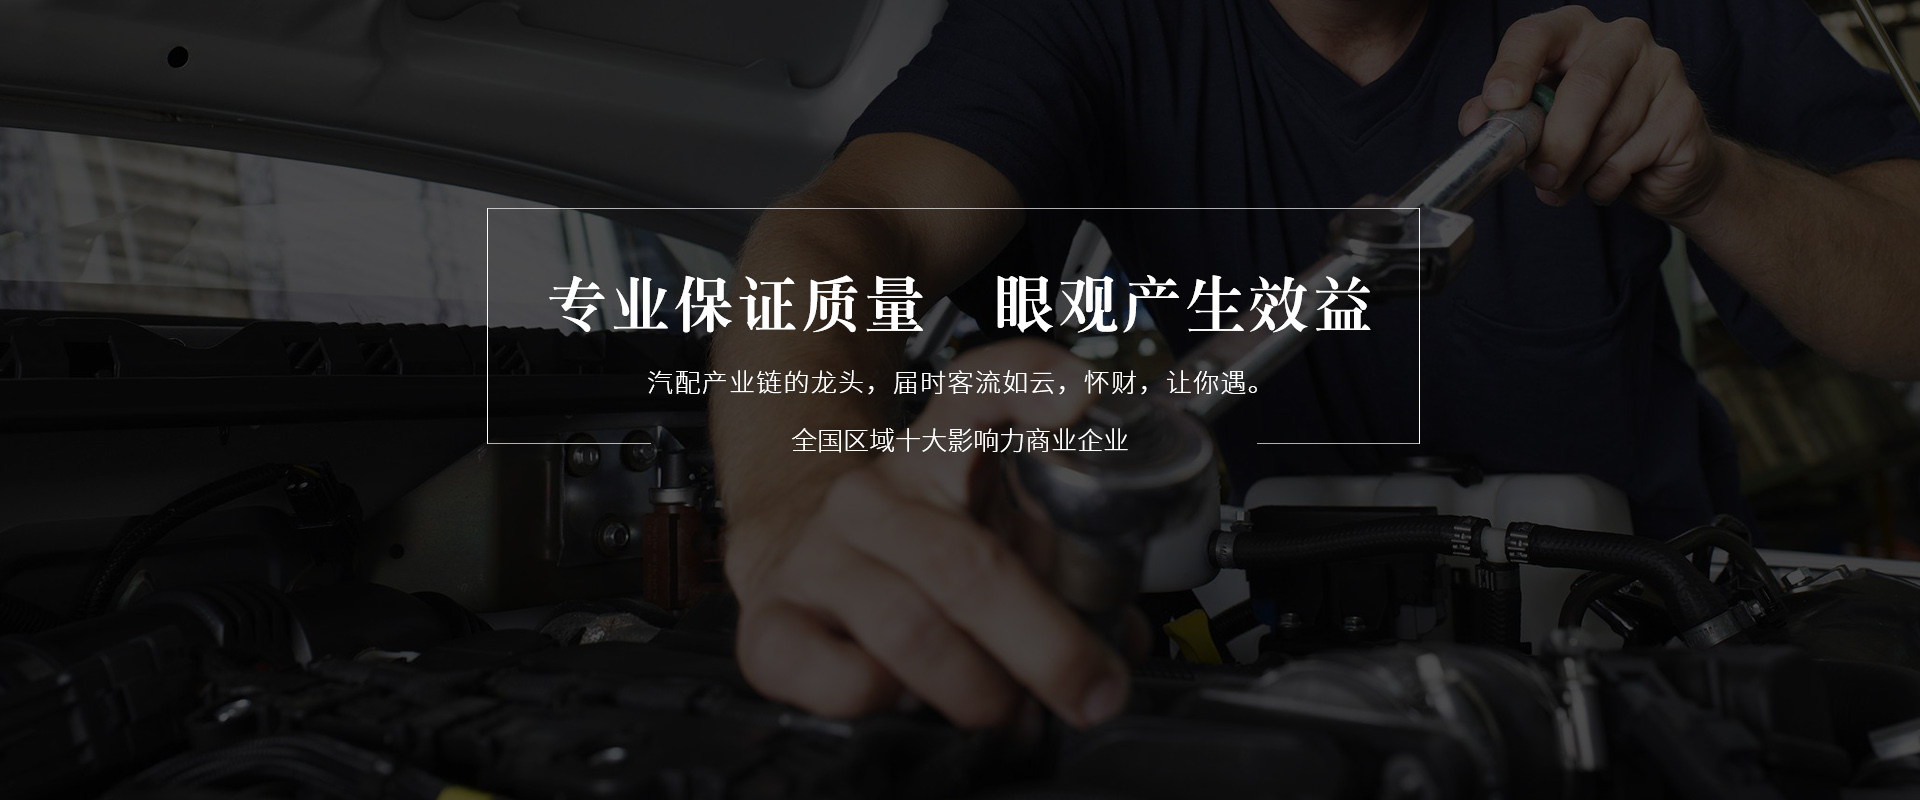 专业保证质量　眼观产生效益
汽配产业链的龙头，届时客流如云，怀财，让你遇。
全国区域十大影响力商业企业